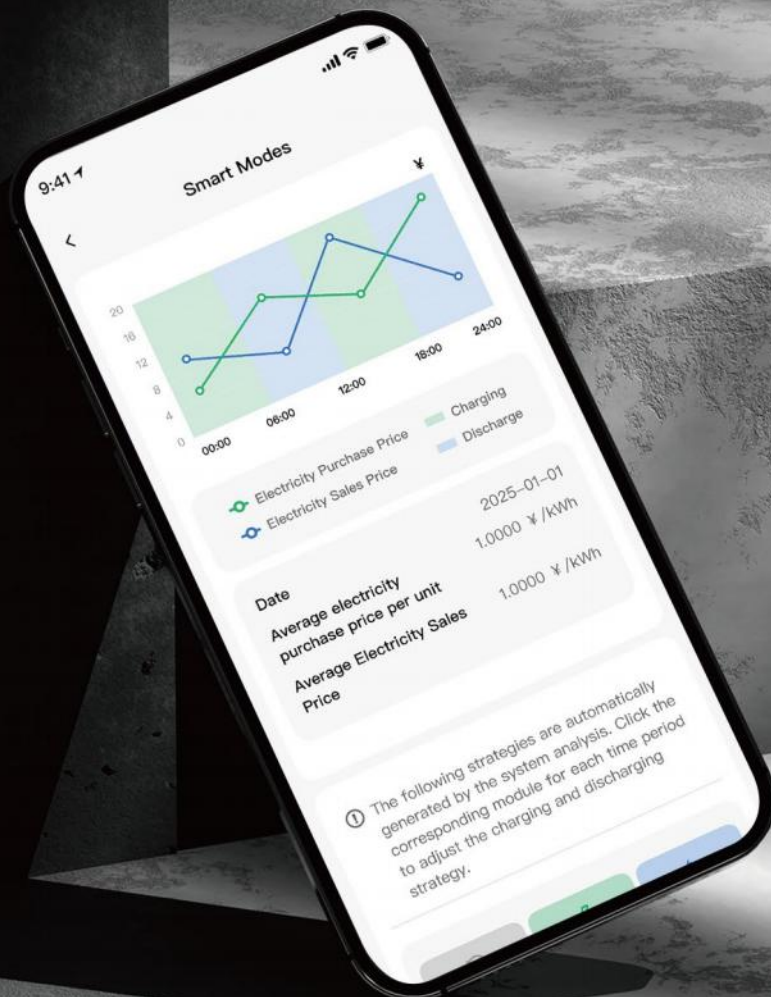 9:41
Smart Modes
¥
20
16
12
8
4
0
00:00
06:00
12:00
18:00
24:00
Electricity Purchase Price
Charging
Electricity Sales Price
Discharge
Date
2025-01-01
Average electricity
purchase price per unit
1.0000 ¥/kWh
Average Electricity Sales
Price
1.0000 ¥/kWh
The following strategies are automatically
generated by the system analysis. Click the
corresponding module for each time period
to adjust the charging and discharging
strategy.